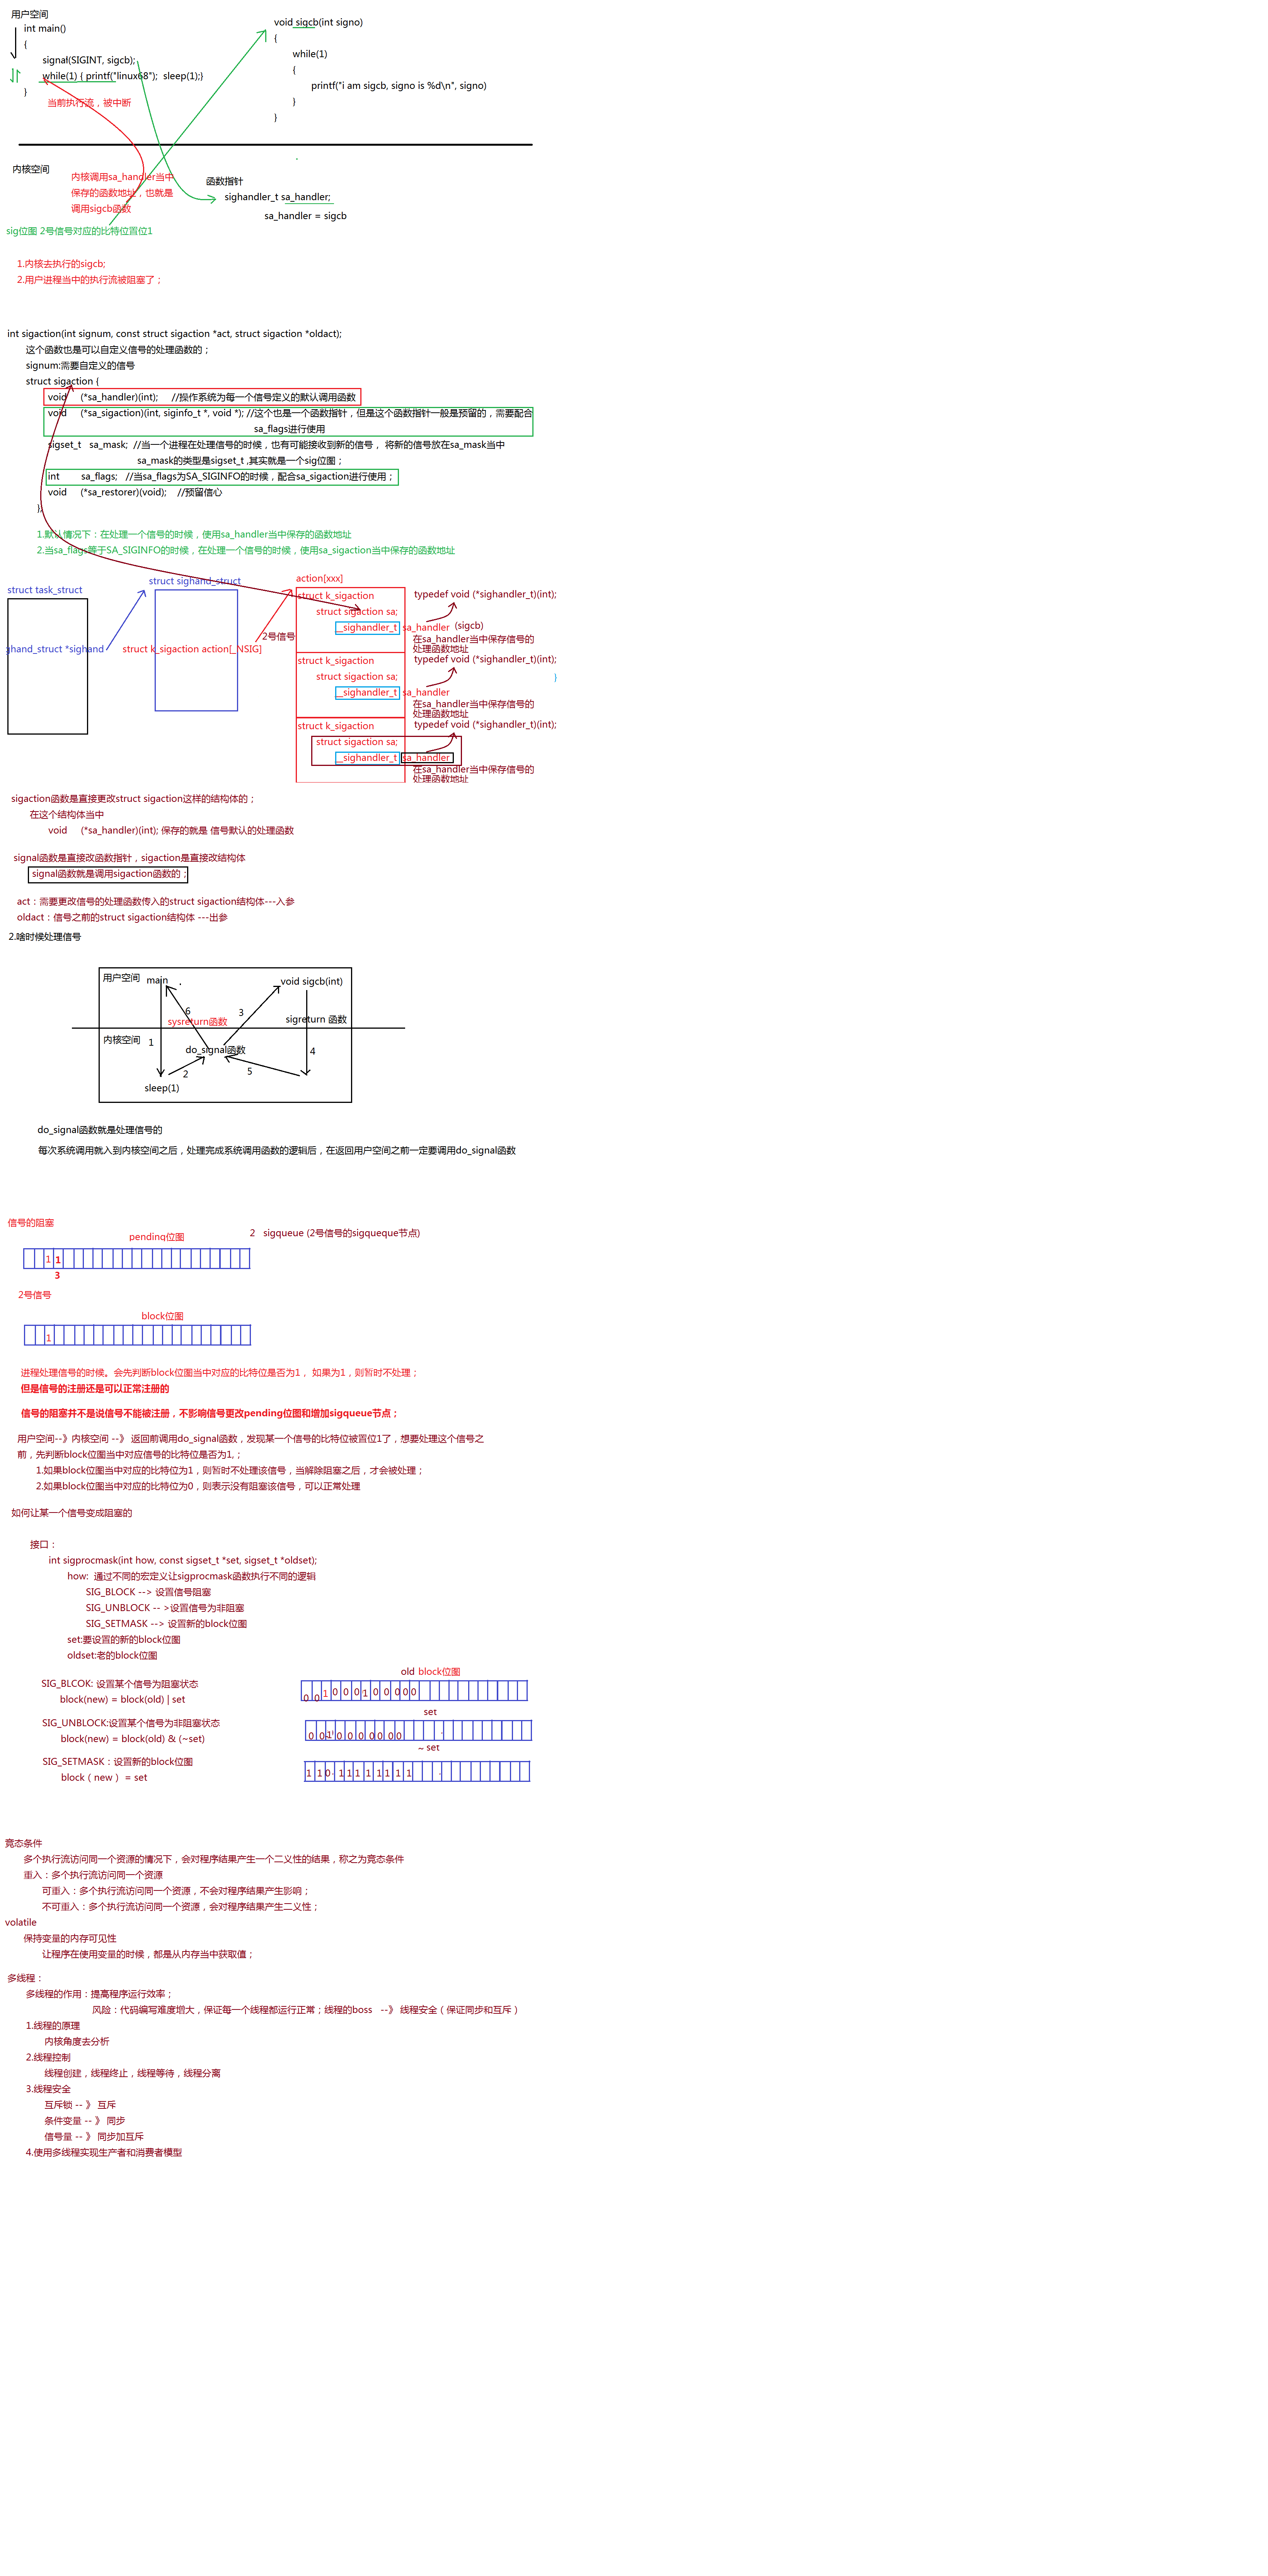 用户空间
int main()
{
signal(SIGINT, sigcb);
while(1) { printf("linux68");  sleep(1);}
}
当前执行流，被中断
void sigcb(int signo)
{
while(1)
{
printf("i am sigcb, signo is %d\n", signo)
}
}
内核空间
内核调用sa_handler当中
保存的函数地址，也就是
调用sigcb函数
函数指针
sighandler_t sa_handler;
sa_handler = sigcb
sig位图 2号信号对应的比特位置位1
1.内核去执行的sigcb;
2.用户进程当中的执行流被阻塞了；
int sigaction(int signum, const struct sigaction *act, struct sigaction *oldact);
这个函数也是可以自定义信号的处理函数的；
signum:需要自定义的信号
struct sigaction {
void     (*sa_handler)(int);     //操作系统为每一个信号定义的默认调用函数
void     (*sa_sigaction)(int, siginfo_t *, void *); //这个也是一个函数指针，但是这个函数指针一般是预留的，需要配合
sa_flags进行使用
sigset_t   sa_mask;  //当一个进程在处理信号的时候，也有可能接收到新的信号， 将新的信号放在sa_mask当中
sa_mask的类型是sigset_t ,其实就是一个sig位图；
int        sa_flags;   //当sa_flags为SA_SIGINFO的时候，配合sa_sigaction进行使用；
void     (*sa_restorer)(void);    //预留信心
};
1.默认情况下：在处理一个信号的时候，使用sa_handler当中保存的函数地址
2.当sa_flags等于SA_SIGINFO的时候，在处理一个信号的时候，使用sa_sigaction当中保存的函数地址
struct task_struct
ghand_struct *sighand
struct sighand_struct
struct k_sigaction action[_NSIG]
2号信号
action[xxx]
struct k_sigaction
struct sigaction sa;
__sighandler_t sa_handler
typedef void (*sighandler_t)(int);
(sigcb)
在sa_handler当中保存信号的
处理函数地址
struct k_sigaction
struct sigaction sa;
__sighandler_t sa_handler
typedef void (*sighandler_t)(int);
}
在sa_handler当中保存信号的
处理函数地址
struct k_sigaction
struct sigaction sa;
__sighandler_t sa_handler
typedef void (*sighandler_t)(int);
在sa_handler当中保存信号的
处理函数地址
sigaction函数是直接更改struct sigaction这样的结构体的；
在这个结构体当中
void     (*sa_handler)(int); 保存的就是 信号默认的处理函数
signal函数是直接改函数指针，sigaction是直接改结构体
signal函数就是调用sigaction函数的；
act：需要更改信号的处理函数传入的struct sigaction结构体---入参
oldact：信号之前的struct sigaction结构体 ---出参
2.啥时候处理信号
用户空间
main
void sigcb(int)
6
3
sysreturn函数
sigreturn 函数
内核空间
1
do_signal函数
4
2
5
sleep(1)
do_signal函数就是处理信号的
每次系统调用就入到内核空间之后，处理完成系统调用函数的逻辑后，在返回用户空间之前一定要调用do_signal函数
信号的阻塞
pending位图
2   sigqueue (2号信号的sigqueque节点)
1 1
3
2号信号
block位图
1
进程处理信号的时候。会先判断block位图当中对应的比特位是否为1， 如果为1，则暂时不处理；
但是信号的注册还是可以正常注册的
信号的阻塞并不是说信号不能被注册，不影响信号更改pending位图和增加sigqueue节点；
用户空间--》内核空间 --》 返回前调用do_signal函数，发现某一个信号的比特位被置位1了，想要处理这个信号之
前，先判断block位图当中对应信号的比特位是否为1,；
1.如果block位图当中对应的比特位为1，则暂时不处理该信号，当解除阻塞之后，才会被处理；
2.如果block位图当中对应的比特位为0，则表示没有阻塞该信号，可以正常处理
如何让某一个信号变成阻塞的
接口：
int sigprocmask(int how, const sigset_t *set, sigset_t *oldset);
how:  通过不同的宏定义让sigprocmask函数执行不同的逻辑
SIG_BLOCK --> 设置信号阻塞
SIG_UNBLOCK -- >设置信号为非阻塞
SIG_SETMASK --> 设置新的block位图
set:要设置的新的block位图
oldset:老的block位图
old block位图
SIG_BLCOK: 设置某个信号为阻塞状态
0 0 1 0 0 0 1 0 0 0 0 0
block(new) = block(old) | set
set
SIG_UNBLOCK:设置某个信号为非阻塞状态
0 0 1 0 0 0 0 0 0 0
block(new) = block(old) & (~set)
~ set
SIG_SETMASK：设置新的block位图
1 1 0 1 1 1 1 1 1 1 1
block（new ） = set
竟态条件
多个执行流访问同一个资源的情况下，会对程序结果产生一个二义性的结果，称之为竟态条件
重入：多个执行流访问同一个资源
可重入：多个执行流访问同一个资源，不会对程序结果产生影响；
不可重入：多个执行流访问同一个资源，会对程序结果产生二义性；
volatile
保持变量的内存可见性
让程序在使用变量的时候，都是从内存当中获取值；
多线程：
多线程的作用：提高程序运行效率；
风险：代码编写难度增大，保证每一个线程都运行正常；线程的boss   --》 线程安全（保证同步和互斥）
1.线程的原理
内核角度去分析
2.线程控制
线程创建，线程终止，线程等待，线程分离
3.线程安全
互斥锁 -- 》 互斥
条件变量 -- 》 同步
信号量 -- 》 同步加互斥
4.使用多线程实现生产者和消费者模型